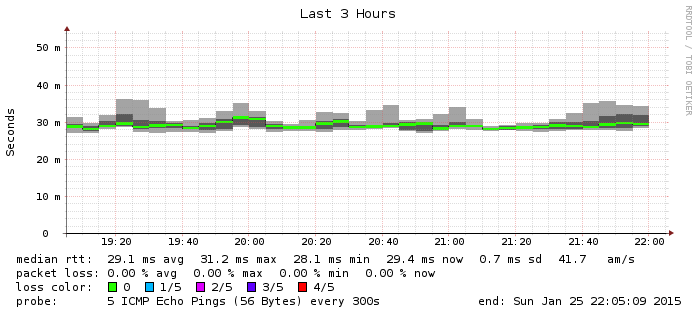 Last 3 Hours
RRDTOOL / TOBI OETIKER
Seconds
50 m
40 m
30 m
20 m
10 m
0
19:20 19:40 20:00 20:20 20:40 21:00 21:20 21:40 22:00
median rtt: 29.1 ms avg 31.2 ms max 28.1 ms min 29.4 ms now 0.7 ms sd 41.7 am/s
packet loss: 0.00 % avg 0.00 % max 0.00 % min 0.00 % now
loss color: 0 1/5 2/5 3/5 4/5
probe: 5 ICMP Echo Pings (56 Bytes) every 300s end: Sun Jan 25 22:05:09 2015